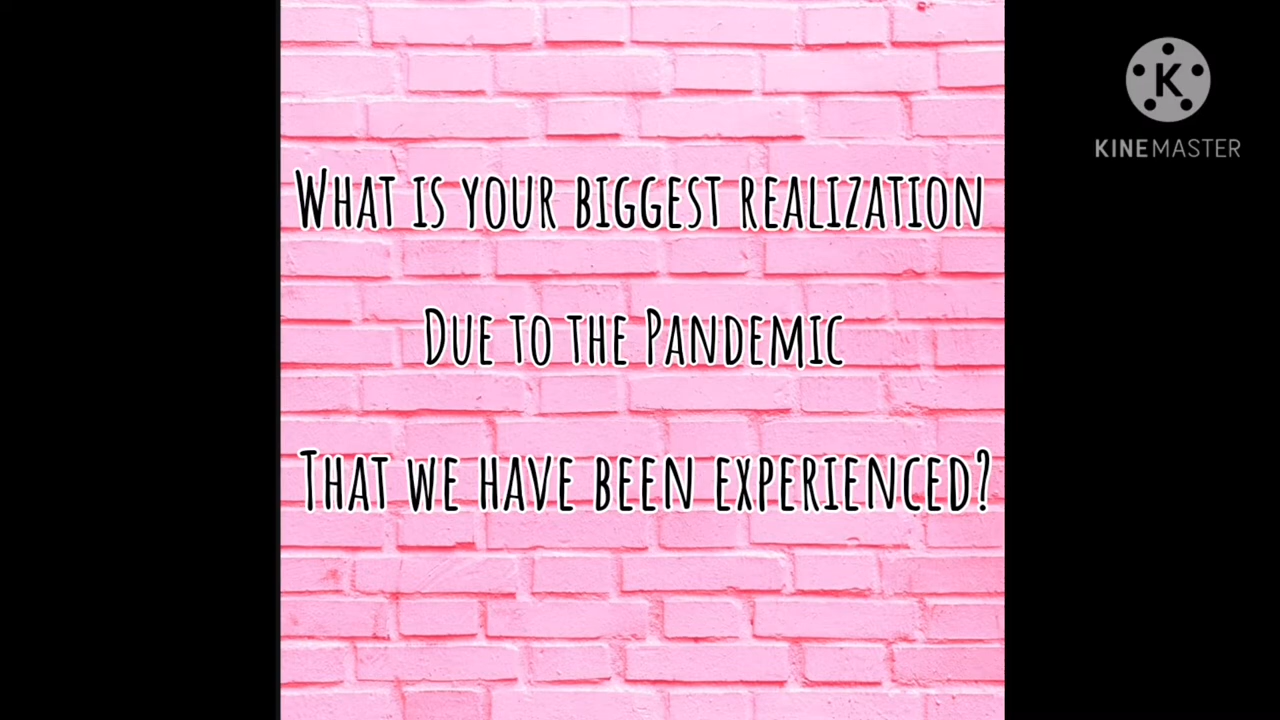 What is your biggest realization
Due to the Pandemic
That we have been experienced?
K
KINEMASTER